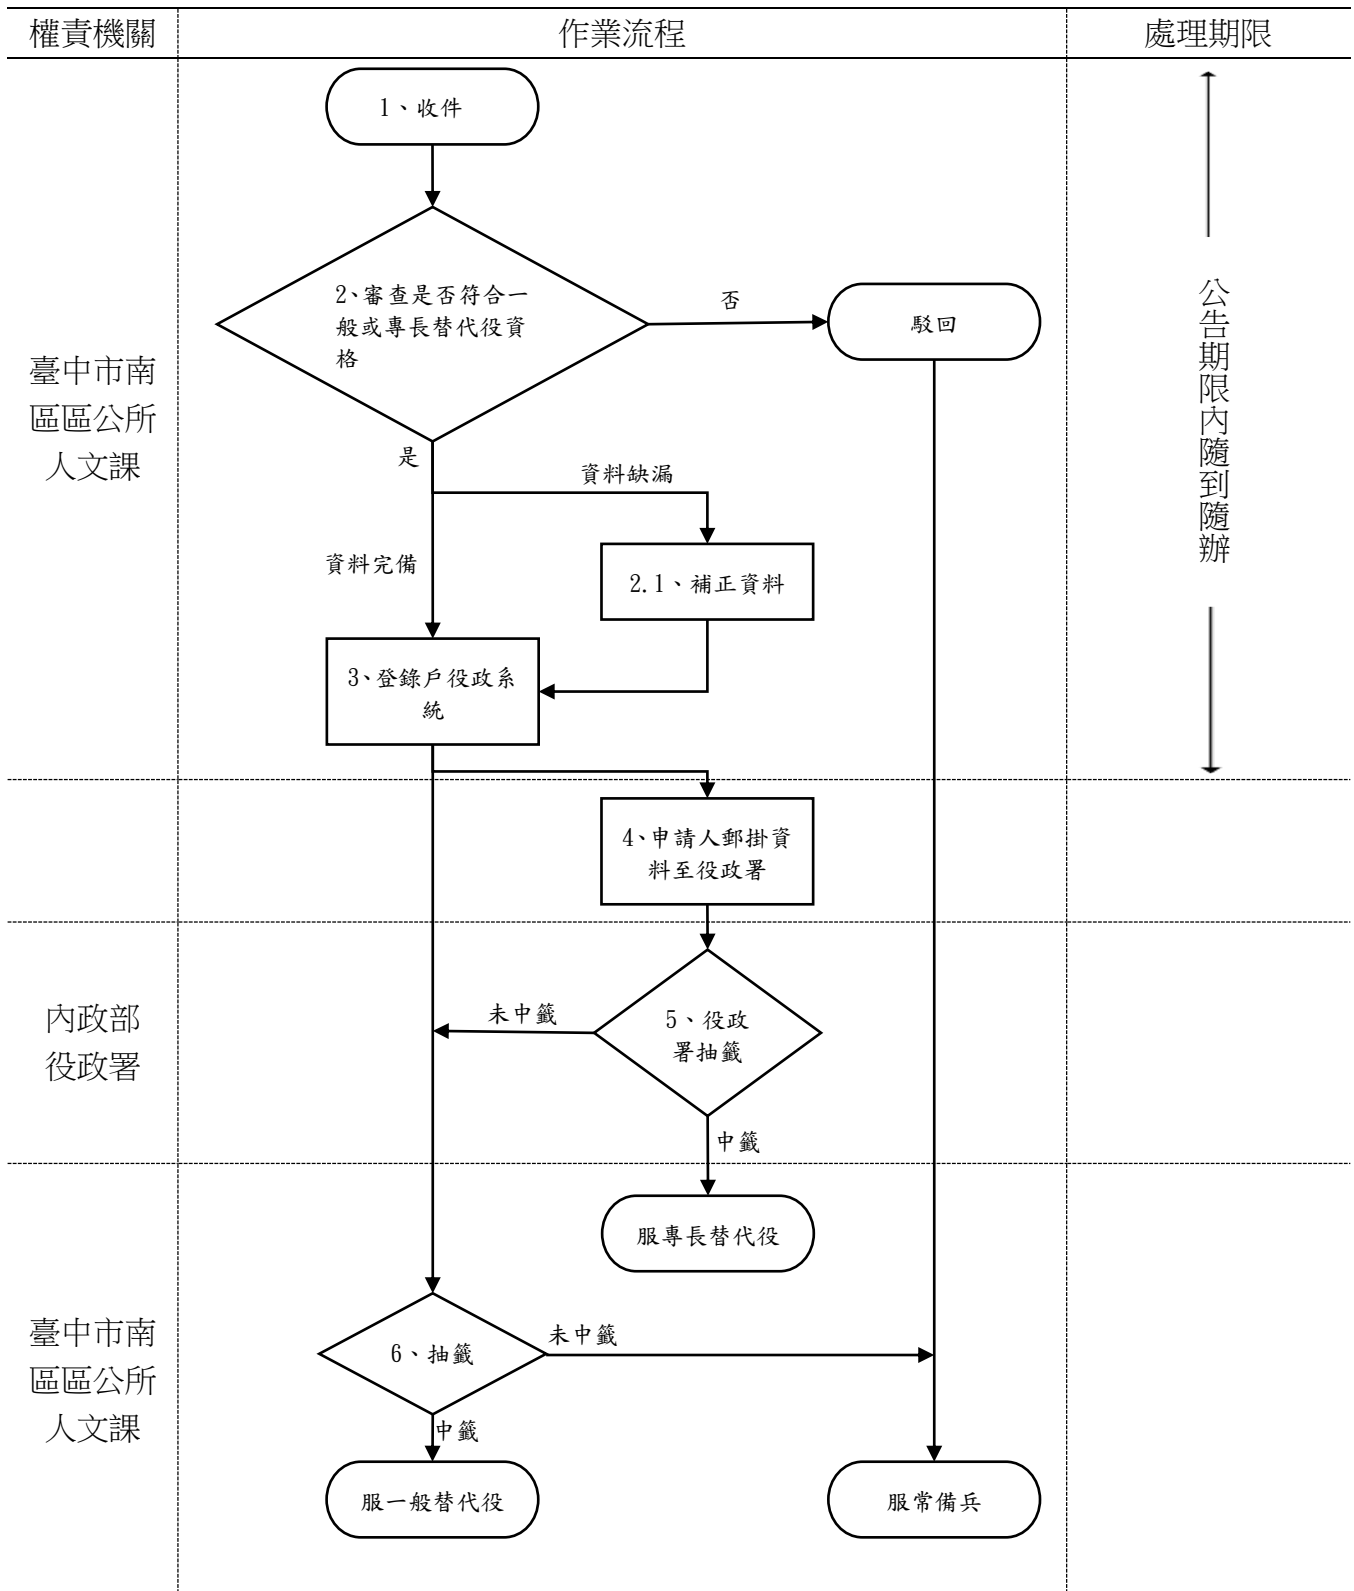 權責機關
作業流程
處理期限
1、收件
2、審查是否符合一
般或專長替代役資
格
否
駁回
公告期限內隨到隨辦
臺中市南
區區公所
人文課
是
資料缺漏
資料完備
2.1、補正資料
3、登錄戶役政系
統
4、申請人郵掛資
料至役政署
內政部
役政署
未中籤
5、役政
署抽籤
中籤
服專長替代役
臺中市南
區區公所
人文課
6、抽籤
未中籤
中籤
服一般替代役
服常備兵